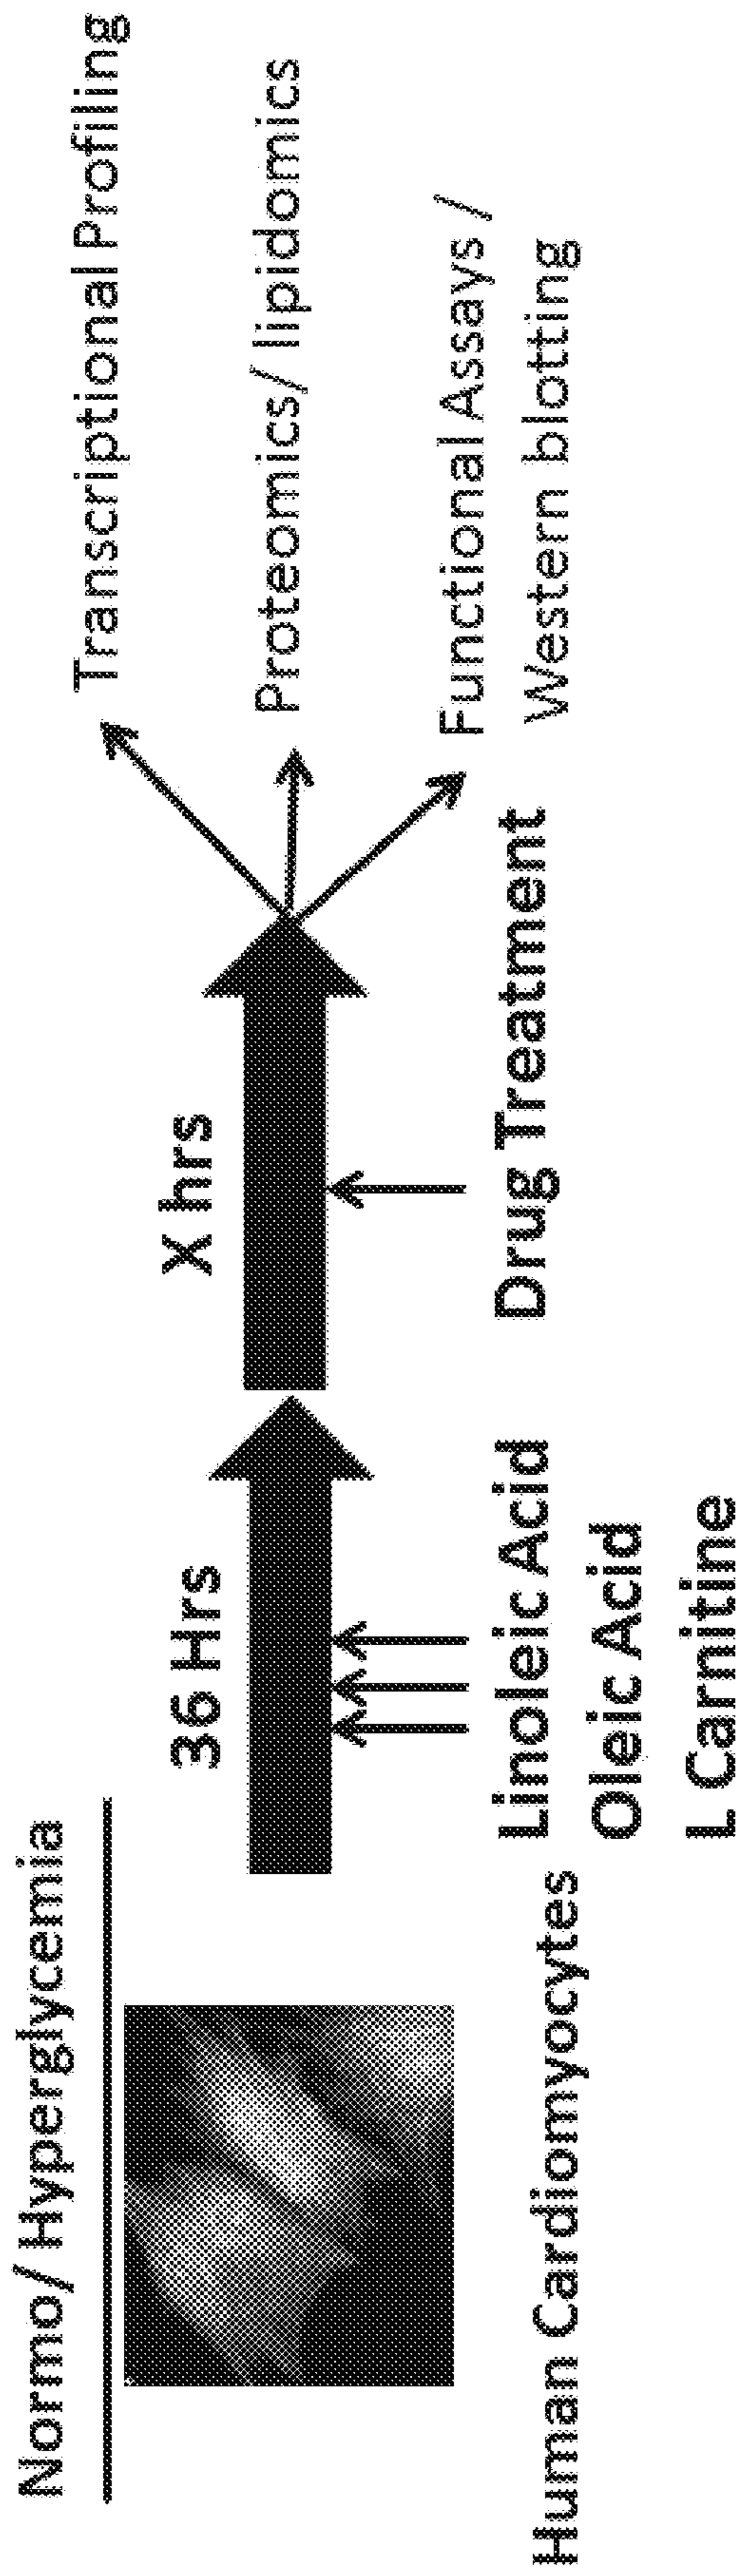 Normo/ Hyperglycemia
Human Cardiomyocytes
36 Hrs
Linoleic Acid
Oleic Acid
L Carnitine
X hrs
Drug Treatment
Transcriptional Profiling
Proteomics/ lipidomics
Functional Assays /
Western blotting